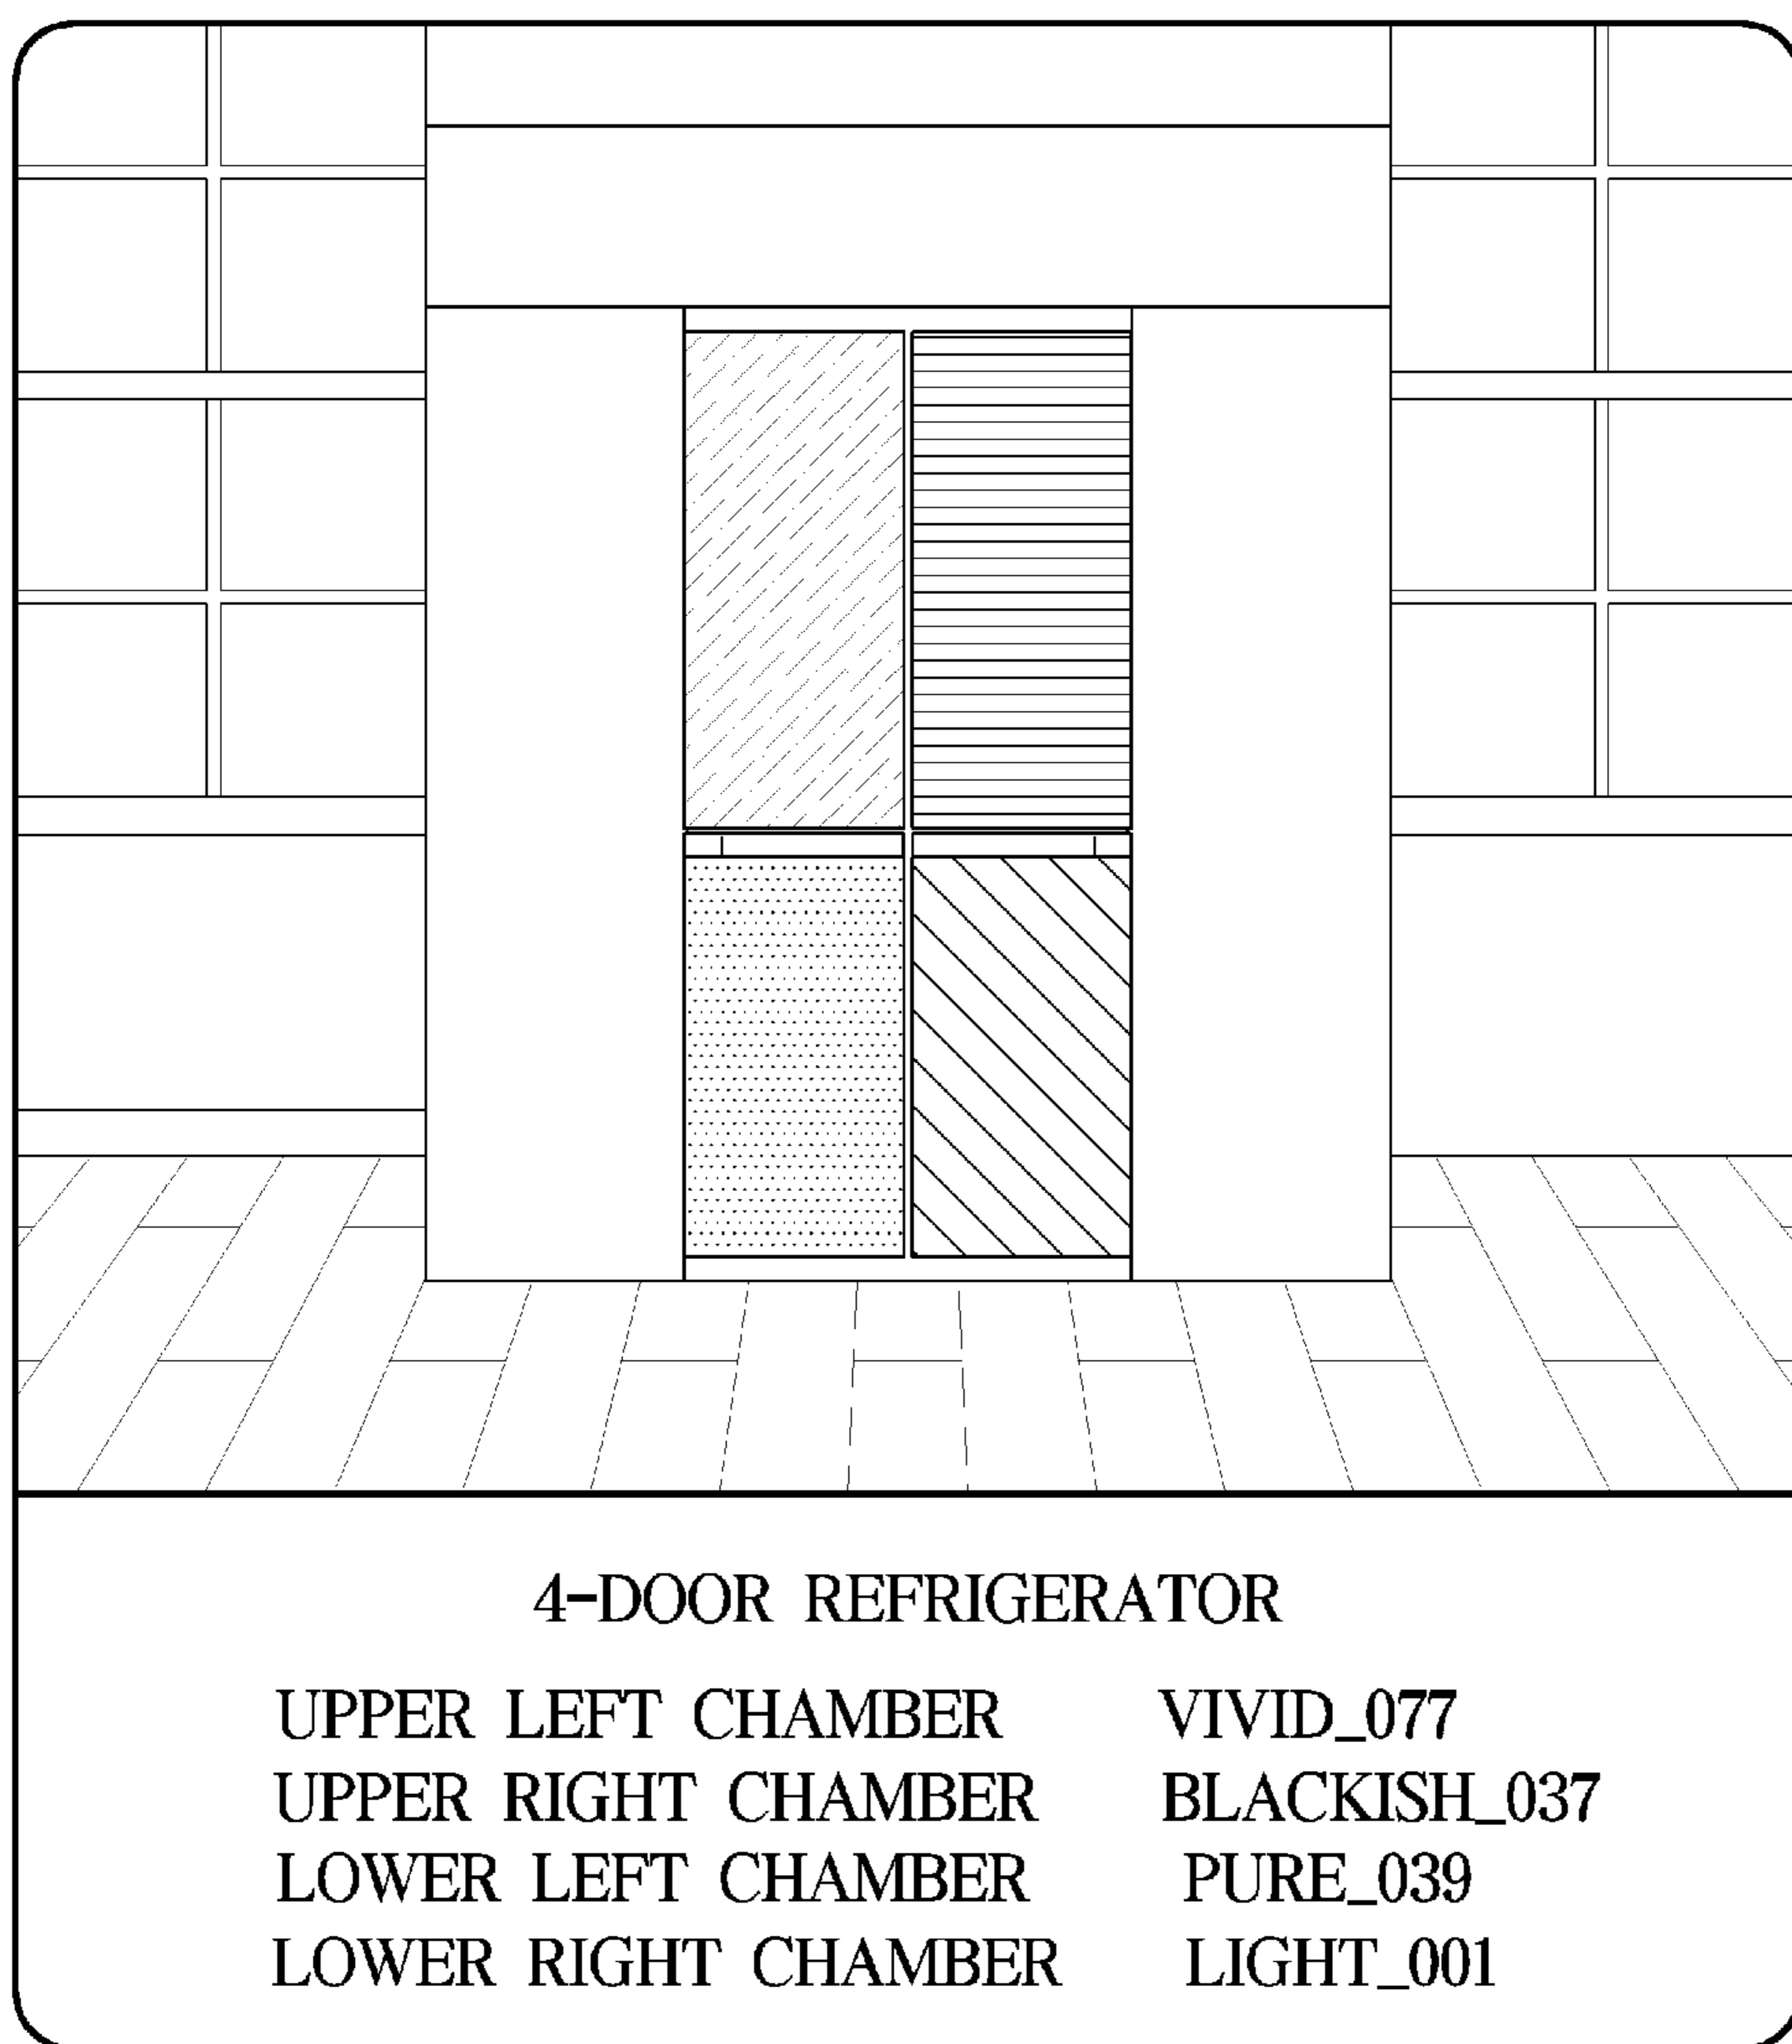 4-DOOR REFRIGERATOR
UPPER LEFT CHAMBER VIVID_077
UPPER RIGHT CHAMBER BLACKISH_037
LOWER LEFT CHAMBER PURE_039
LOWER RIGHT CHAMBER LIGHT_001